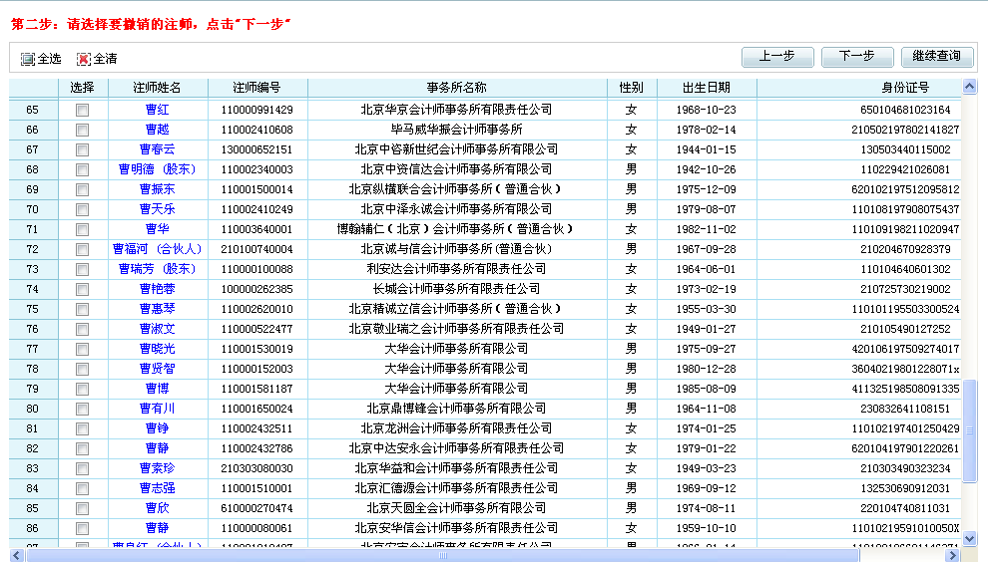 第二步：请选择要撤销的注师，点击"下一步"
全选 全清 上一步 下一步 继续查询
选择 注师姓名 注师编号 事务所名称 性别 出生日期 身份证号
65 曹红 110000991429 北京华京会计师事务所有限责任公司 女 1968-10-23 650104681023164
66 曹越 110002410608 毕马威华振会计师事务所 女 1978-02-14 210502197802141827
67 曹春云 130000652151 北京中咨新世纪会计师事务所有限公司 女 1944-01-15 130503440115002
68 曹明德 (股东) 110002340003 北京中资信达会计师事务所有限公司 男 1942-10-26 110229421026081
69 曹振东 110001500014 北京纵横联合会计师事务所（普通合伙） 男 1975-12-09 620102197512095812
70 曹天乐 110002410249 北京中泽永诚会计师事务所有限公司 男 1979-08-07 110108197908075437
71 曹华 110003640001 博翰辅仁（北京）会计师事务所（普通合伙） 女 1982-11-02 110109198211020947
72 曹福河 (合伙人) 210100740004 北京诚与信会计师事务所(普通合伙) 男 1967-09-28 210204670928379
73 曹瑞芳 (股东) 110000100088 利安达会计师事务所有限责任公司 女 1964-06-01 110104640601302
74 曹艳蓉 100000262385 长城会计师事务所有限责任公司 女 1973-02-19 210725730219002
75 曹惠琴 110002620010 北京精诚立信会计师事务所（普通合伙） 女 1955-03-30 110101195503300524
76 曹淑文 110000522477 北京敬业瑞之会计师事务所有限责任公司 女 1949-01-27 210105490127252
77 曹晓光 110001530019 大华会计师事务所有限公司 男 1975-09-27 420106197509274017
78 曹贤智 110000152003 大华会计师事务所有限公司 男 1980-12-28 36040219801228071x
79 曹博 110001581187 大华会计师事务所有限公司 男 1985-08-09 411325198508091335
80 曹有川 110001650024 北京鼎博锋会计师事务所有限公司 男 1964-11-08 230832641108151
81 曹铮 110002432511 北京龙洲会计师事务所有限责任公司 女 1974-01-25 110102197401250429
82 曹静 110002432786 北京中达安永会计师事务所有限公司 女 1979-01-22 620104197901220261
83 曹素珍 210303080030 北京华益和会计师事务所有限责任公司 女 1949-03-23 210303490323234
84 曹志强 110001510001 北京汇德源会计师事务所有限责任公司 男 1969-09-12 132530690912031
85 曹欣 610000270474 北京天圆全会计师事务所有限公司 男 1974-08-11 220104740811031
86 曹静 110000080061 北京安华信会计师事务所有限责任公司 女 1959-10-10 11010219591010050X